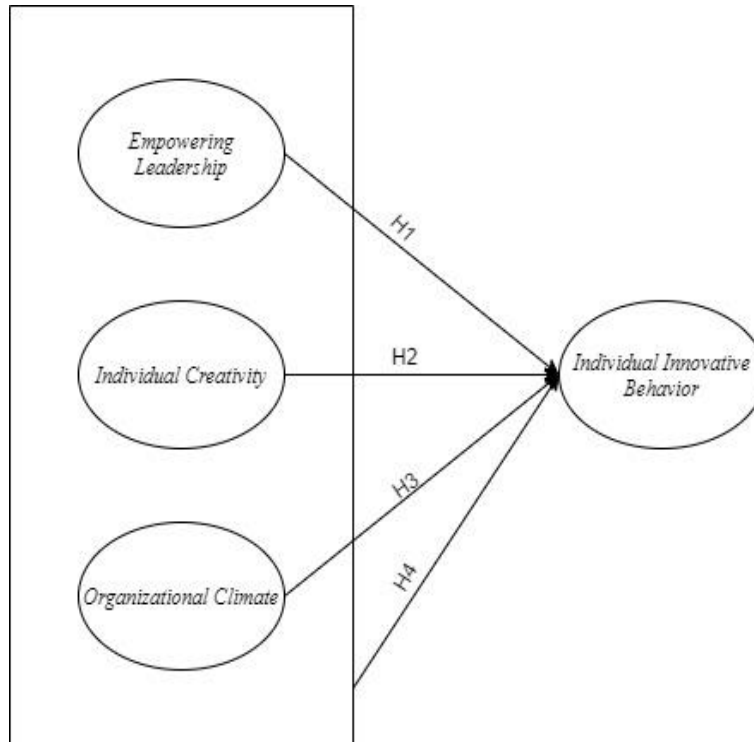 Empowering
Leadership
H1
Individual Creativity
H2
Individual Innovative
Behavior
H3
Organizational Climate
H4